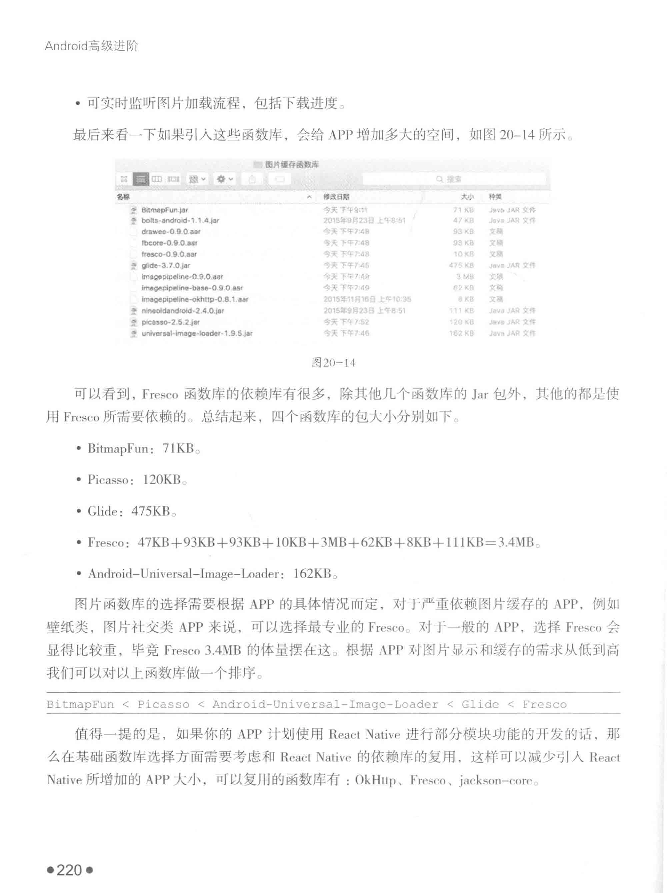 Android高级进阶
• 可实时监听图片加载流程，包括下载进度。
最后来看一下如果引入这些函数库，会给 APP 增加多大的空间，如图 20-14 所示。
图片缓存函数库
搜索
名称 修改日期 大小 种类
BitmapFun.jar 今天 下午9:11 71 KB Java JAR 文件
bolts-android-1.1.4.jar 2015年9月23日 上午6:51 47 KB Java JAR 文件
drawee-0.9.0.aar 今天 下午7:48 93 KB 文稿
fbcore-0.9.0.aar 今天 下午7:48 93 KB 文稿
fresco-0.9.0.aar 今天 下午7:48 10 KB 文稿
glide-3.7.0.jar 今天 下午7:45 475 KB Java JAR 文件
imagepipeline-0.9.0.aar 今天 下午7:49 3 MB 文稿
imagepipeline-base-0.9.0.aar 今天 下午7:49 62 KB 文稿
imagepipeline-okhttp-0.8.1.aar 2015年11月16日 上午10:35 8 KB 文稿
nineoldandroid-2.4.0.jar 2015年9月23日 上午6:51 111 KB Java JAR 文件
picasso-2.5.2.jar 今天 下午7:52 120 KB Java JAR 文件
universal-image-loader-1.9.5.jar 今天 下午7:46 162 KB Java JAR 文件
图20-14
可以看到，Fresco 函数库的依赖库有很多，除其他几个函数库的 Jar 包外，其他的都是使
用 Fresco 所需要依赖的。总结起来，四个函数库的包大小分别如下。
• BitmapFun：71KB。
• Picasso：120KB。
• Glide：475KB。
• Fresco：47KB＋93KB＋93KB＋10KB＋3MB＋62KB＋8KB＋111KB＝3.4MB。
• Android-Universal-Image-Loader：162KB。
图片函数库的选择需要根据 APP 的具体情况而定，对于严重依赖图片缓存的 APP，例如
壁纸类，图片社交类 APP 来说，可以选择最专业的 Fresco。对于一般的 APP，选择 Fresco 会
显得比较重，毕竟 Fresco 3.4MB 的体量摆在这。根据 APP 对图片显示和缓存的需求从低到高
我们可以对以上函数库做一个排序。
BitmapFun < Picasso < Android-Universal-Image-Loader < Glide < Fresco
值得一提的是，如果你的 APP 计划使用 React Native 进行部分模块功能的开发的话，那
么在基础函数库选择方面需要考虑和 React Native 的依赖库的复用，这样可以减少引入 React
Native 所增加的 APP 大小，可以复用的函数库有：OkHttp、Fresco、jackson-core。
●220●